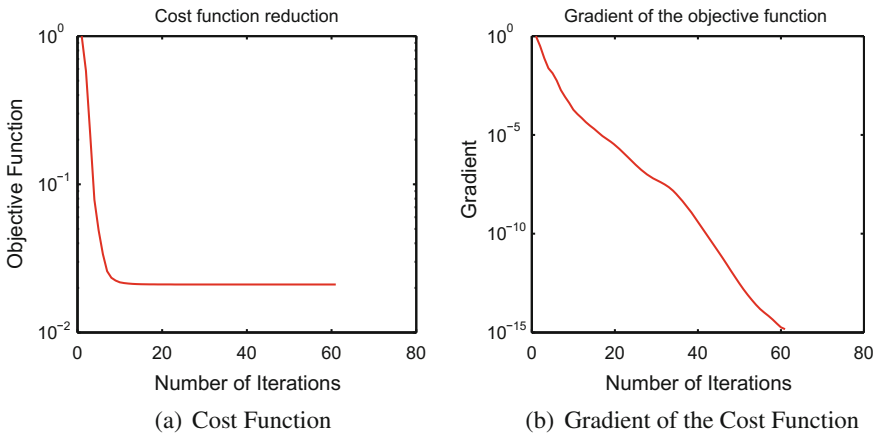 Cost function reduction
10^0
10^-1
10^-2
Objective Function
0 20 40 60 80
Number of Iterations
(a) Cost Function
Gradient of the objective function
10^0
10^-5
10^-10
10^-15
Gradient
0 20 40 60 80
Number of Iterations
(b) Gradient of the Cost Function